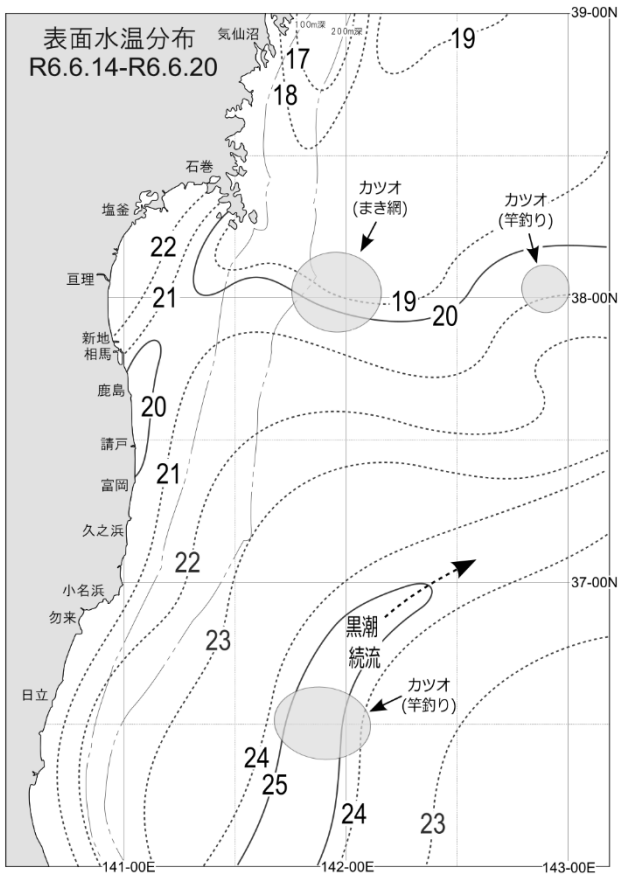 表面水温分布
R6.6.14-R6.6.20
気仙沼
100m深
200m深
39-00N
17
18
19
石巻
塩釜
カツオ
(まき網)
カツオ
(竿釣り)
22
亘理
21
19
20
38-00N
新地
相馬
鹿島
20
請戸
21
富岡
久之浜
22
37-00N
小名浜
勿来
23
黒潮
続流
カツオ
(竿釣り)
日立
24
25
24
23
141-00E
142-00E
143-00E